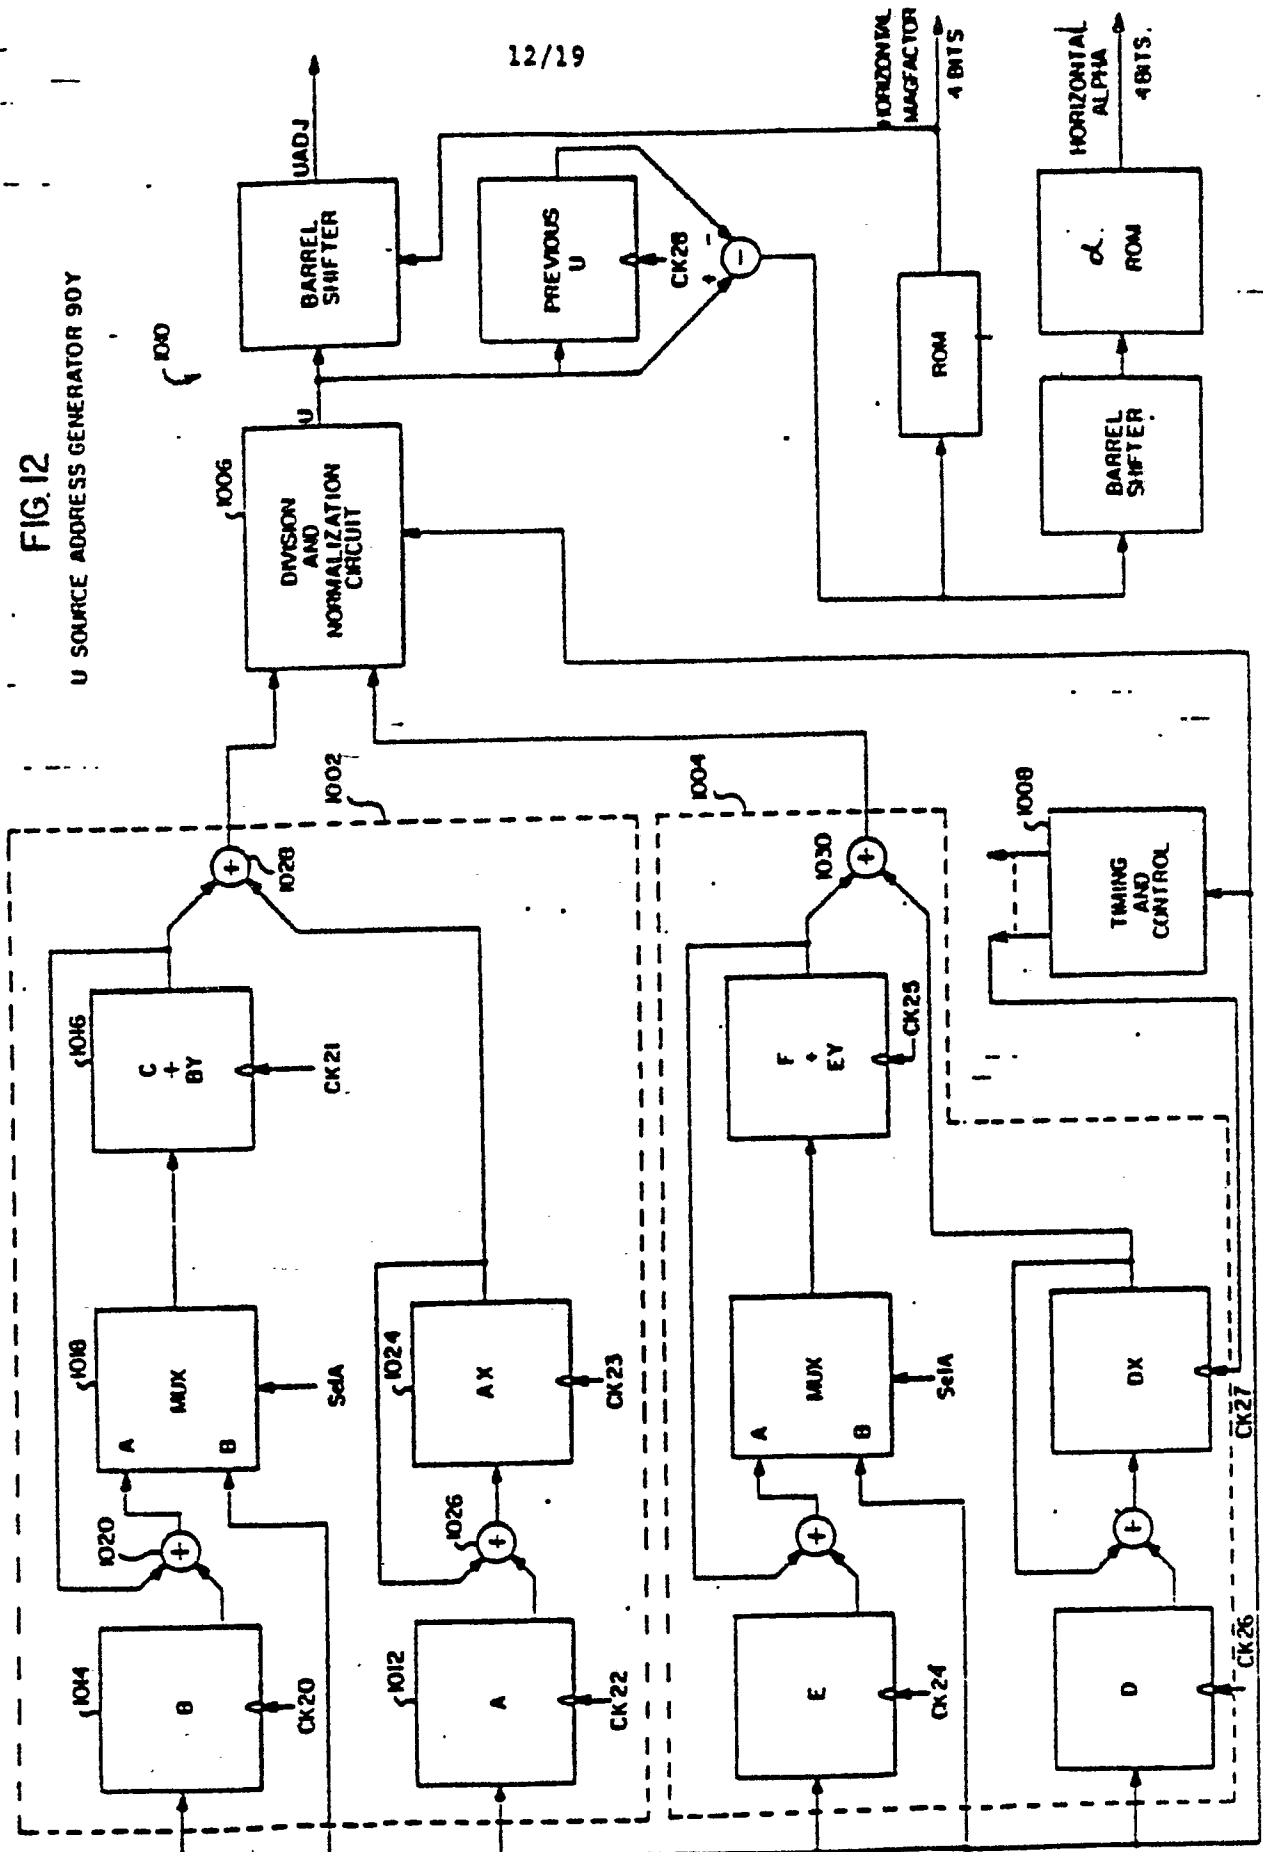 12/19
FIG. 12
U SOURCE ADDRESS GENERATOR 90Y
1010
1014
B
CK20
1020
A
B
MUX
1018
SelA
1016
C
+
BY
CK21
1028
+
+
1002
1012
A
CK22
1026
+
1024
AX
CK23
E
CK24
+
A
B
MUX
SelA
F
+
EY
CK25
1030
+
1004
D
CK26
+
DX
CK27
1008
TIMING
AND
CONTROL
1006
DIVISION
AND
NORMALIZATION
CIRCUIT
U
BARREL
SHIFTER
UADJ
PREVIOUS
U
CK28
+
-
-
ROM
HORIZONTAL
MAGFACTOR
4 BITS
BARREL
SHIFTER
α.
ROM
HORIZONTAL
ALPHA
4 BITS.